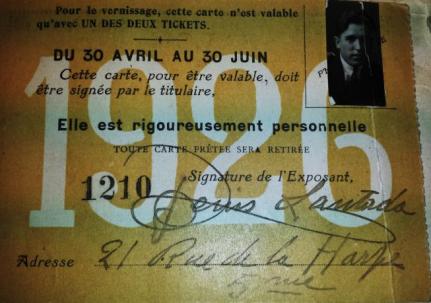 Pour le vernissage, cette carte n'est valable
qu'avec UN DES DEUX TICKETS.
DU 30 AVRIL AU 30 JUIN
Cette carte, pour être valable, doit
être signée par le titulaire,
1926
Elle est rigoureusement personnelle
TOUTE CARTE PRÊTÉE SERA RETIRÉE
1210 Signature de l'Exposant,
Adresse 21 Rue de la Harpe
5me